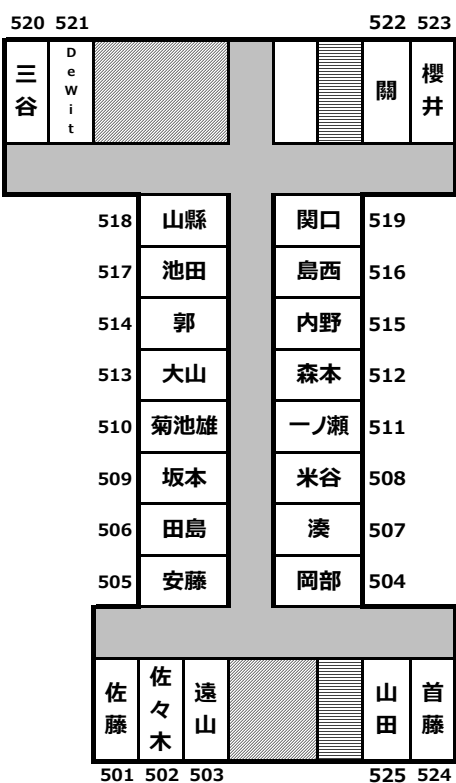 520 521 522 523
三谷
DeWit
關
櫻井
518 山縣 関口 519
517 池田 島西 516
514 郭 内野 515
513 大山 森本 512
510 菊池雄 一ノ瀬 511
509 坂本 米谷 508
506 田島 湊 507
505 安藤 岡部 504
佐藤
佐々木
遠山
山田
首藤
501 502 503 525 524